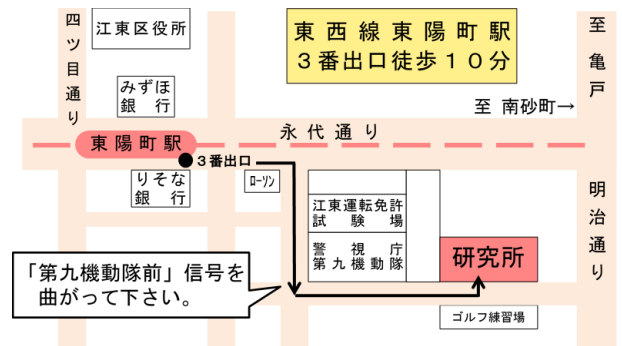 四ツ目通り
江東区役所
東西線東陽町駅
3番出口徒歩10分
至 亀戸
みずほ
銀行
至 南砂町→
永代通り
東陽町駅
3番出口
りそな
銀行
ローソン
江東運転免許
試験場
警視庁
第九機動隊
研究所
明治通り
「第九機動隊前」信号を
曲がって下さい。
ゴルフ練習場